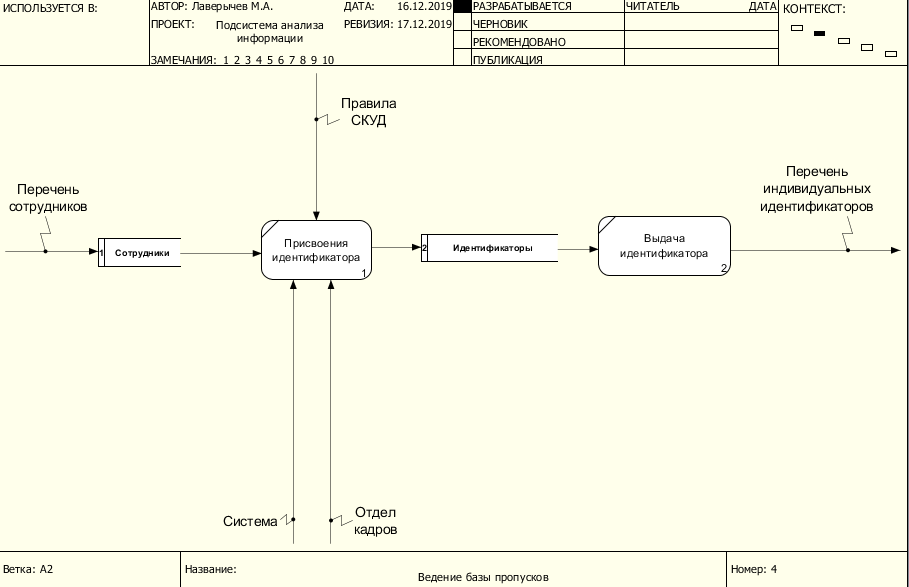 ИСПОЛЬЗУЕТСЯ В:
АВТОР: Лаверычев М.А.
ДАТА: 16.12.2019
ПРОЕКТ: Подсистема анализа
информации
РЕВИЗИЯ: 17.12.2019
ЗАМЕЧАНИЯ: 1 2 3 4 5 6 7 8 9 10
РАЗРАБАТЫВАЕТСЯ
ЧЕРНОВИК
РЕКОМЕНДОВАНО
ПУБЛИКАЦИЯ
ЧИТАТЕЛЬ
ДАТА
КОНТЕКСТ:
Правила
СКУД
Перечень
сотрудников
1 Сотрудники
Присвоения
идентификатора
1
2 Идентификаторы
Выдача
идентификатора
2
Перечень
индивидуальных
идентификаторов
Система
Отдел
кадров
Ветка: A2
Название:
Ведение базы пропусков
Номер: 4